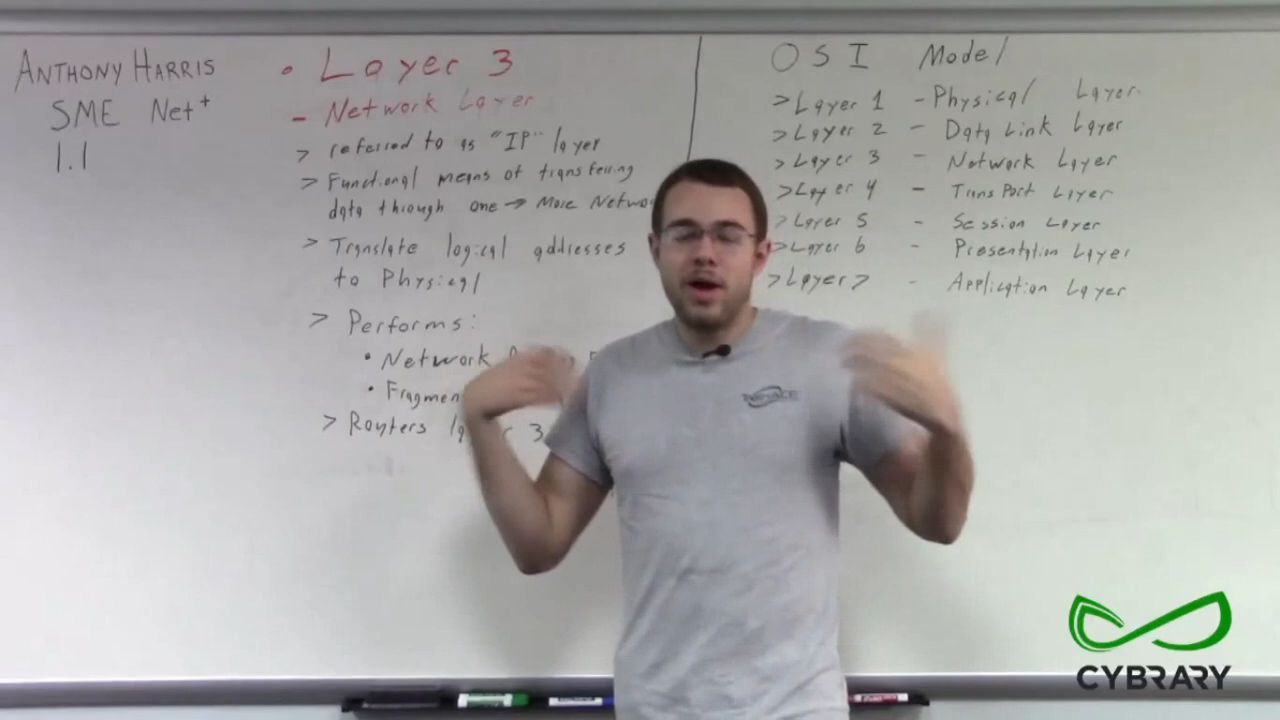 ANTHONY HARRIS
SME Net+
1.1
• Layer 3
- Network Layer
> referred to as "IP" layer
> Functional means of transferring
data through one → More
> Translate logical addresses
to Physical
> Performs:
• Network
•
> Routers 3
OSI Model
> Layer 1 - Physical Layer
> Layer 2 - Data Link Layer
> Layer 3 - Network Layer
> Layer 4 - TransPort Layer
> Layer 5 - Session Layer
> Layer 6 - Presentation Layer
> Layer 7 - Application Layer
CYBRARY